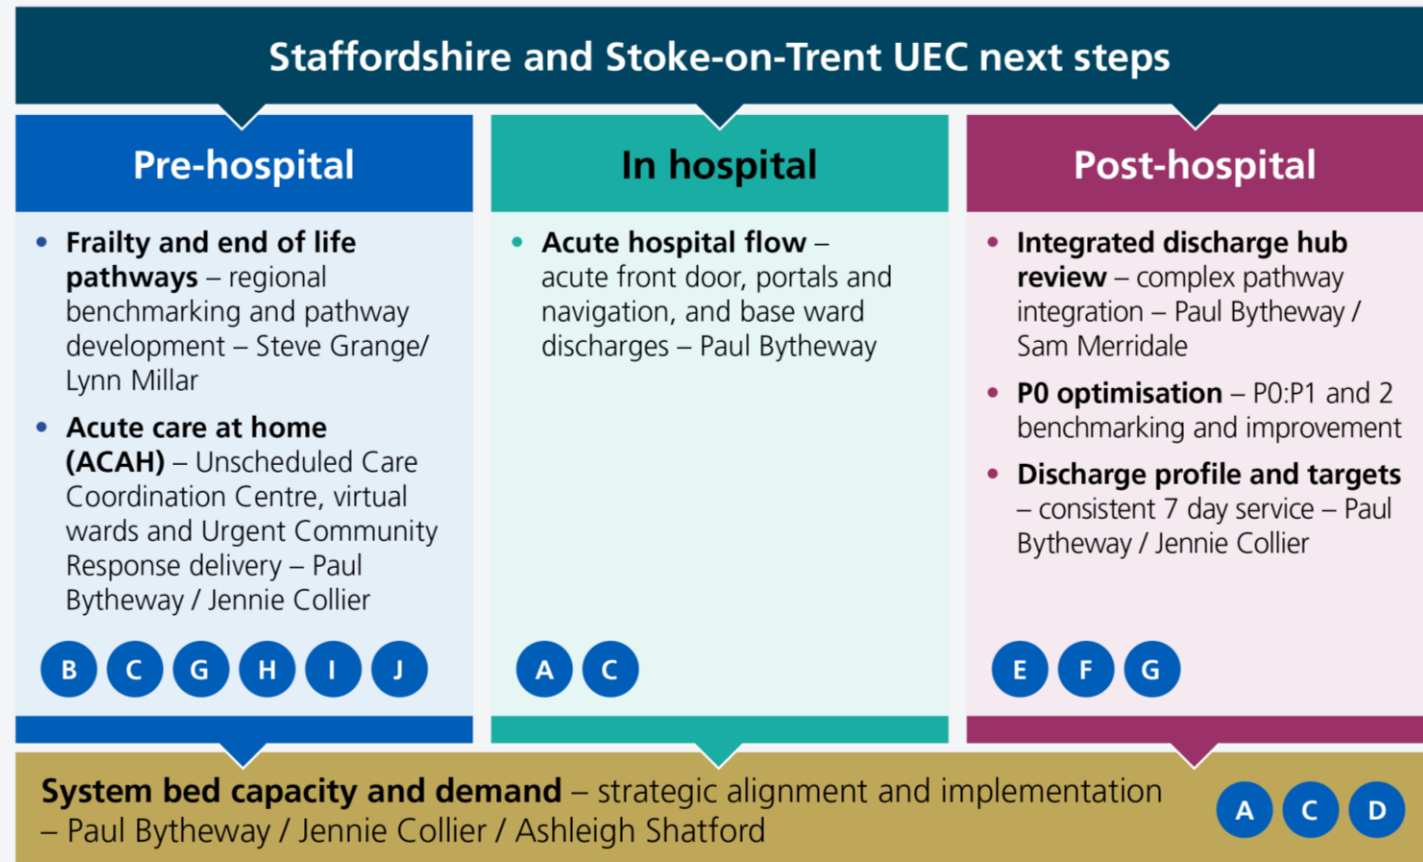 Staffordshire and Stoke-on-Trent UEC next steps
Pre-hospital
• Frailty and end of life
pathways – regional
benchmarking and pathway
development – Steve Grange/
Lynn Millar
• Acute care at home
(ACAH) – Unscheduled Care
Coordination Centre, virtual
wards and Urgent Community
Response delivery – Paul
Bytheway / Jennie Collier
B C G H I J
In hospital
• Acute hospital flow –
acute front door, portals and
navigation, and base ward
discharges – Paul Bytheway
A C
Post-hospital
• Integrated discharge hub
review – complex pathway
integration – Paul Bytheway /
Sam Merridale
• P0 optimisation – P0:P1 and 2
benchmarking and improvement
• Discharge profile and targets
– consistent 7 day service – Paul
Bytheway / Jennie Collier
E F G
System bed capacity and demand – strategic alignment and implementation
– Paul Bytheway / Jennie Collier / Ashleigh Shatford
A C D